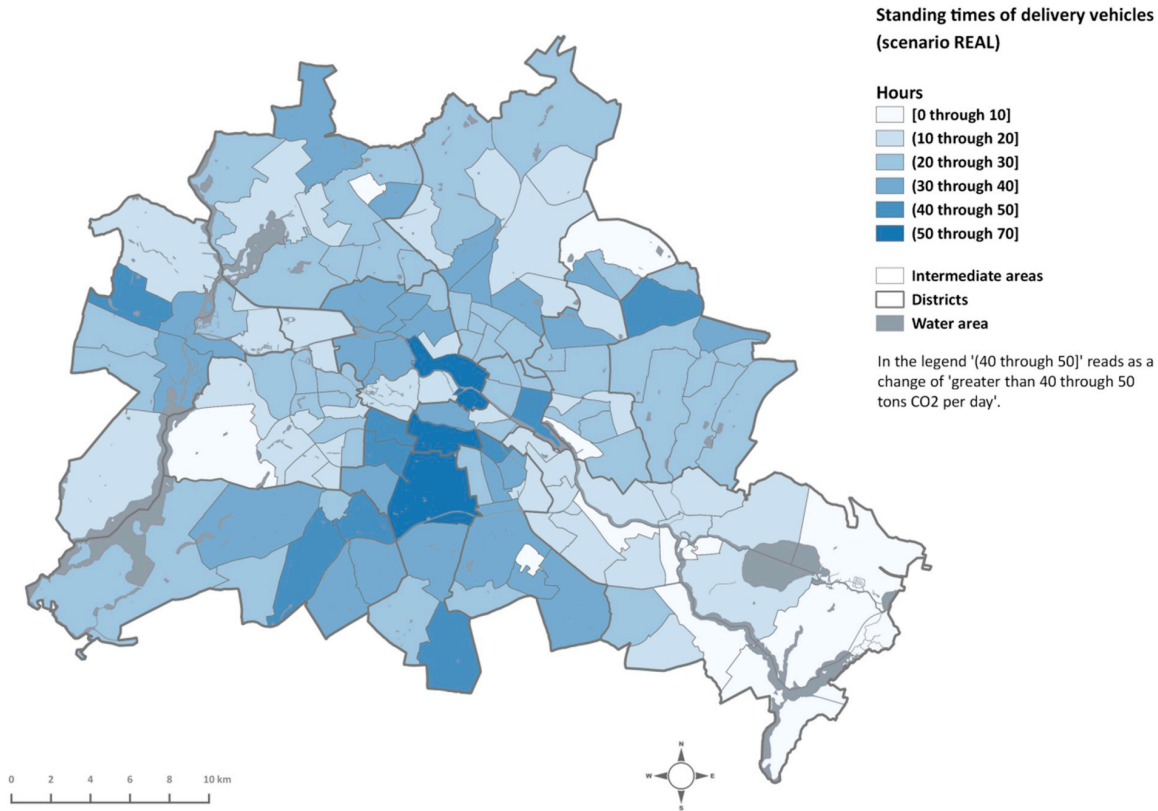 Standing times of delivery vehicles
(scenario REAL)
Hours
[0 through 10]
(10 through 20]
(20 through 30]
(30 through 40]
(40 through 50]
(50 through 70]
Intermediate areas
Districts
Water area
In the legend '(40 through 50]' reads as a
change of 'greater than 40 through 50
tons CO2 per day'.
0 2 4 6 8 10 km
N
W E
S